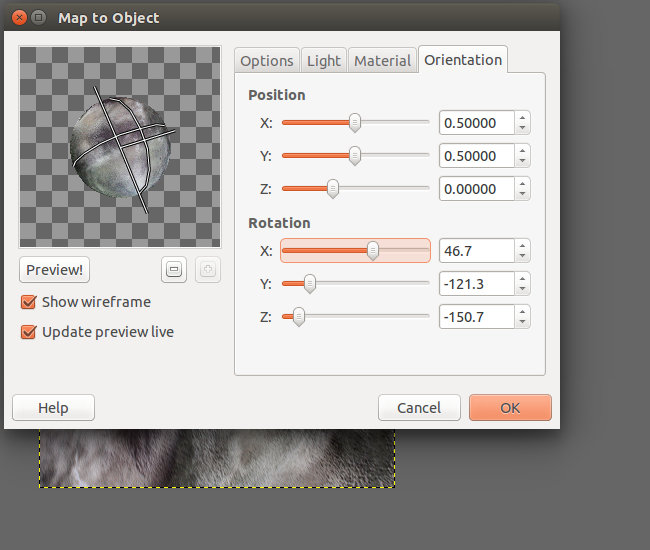 Map to Object
Options Light Material Orientation
Position
X: 0.50000
Y: 0.50000
Z: 0.00000
Rotation
X: 46.7
Y: -121.3
Z: -150.7
Preview!
Show wireframe
Update preview live
Help Cancel OK